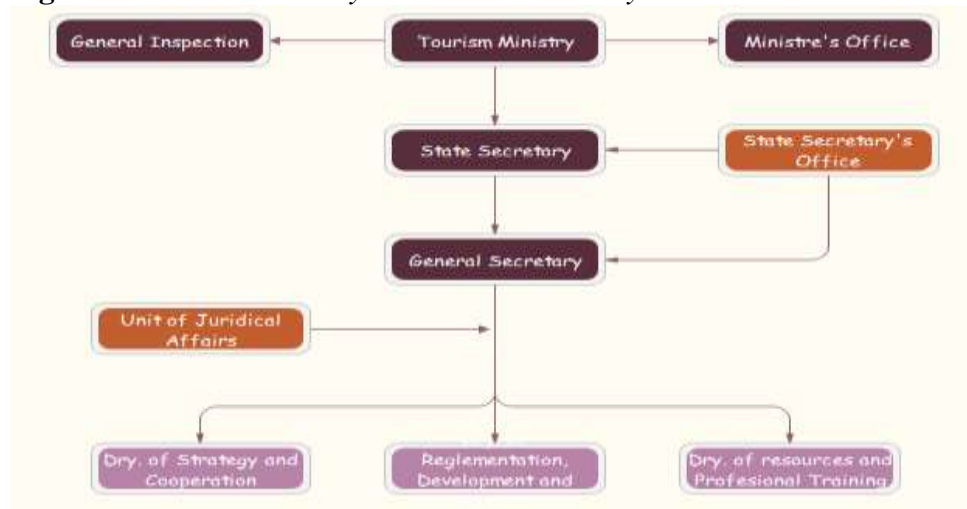 General Inspection
Tourism Ministry
Ministre's Office
State Secretary
State Secretary's
Office
General Secretary
Unit of Juridical
Affairs
Dry. of Strategy and
Cooperation
Reglementation,
Development and
Dry. of resources and
Profesional Training